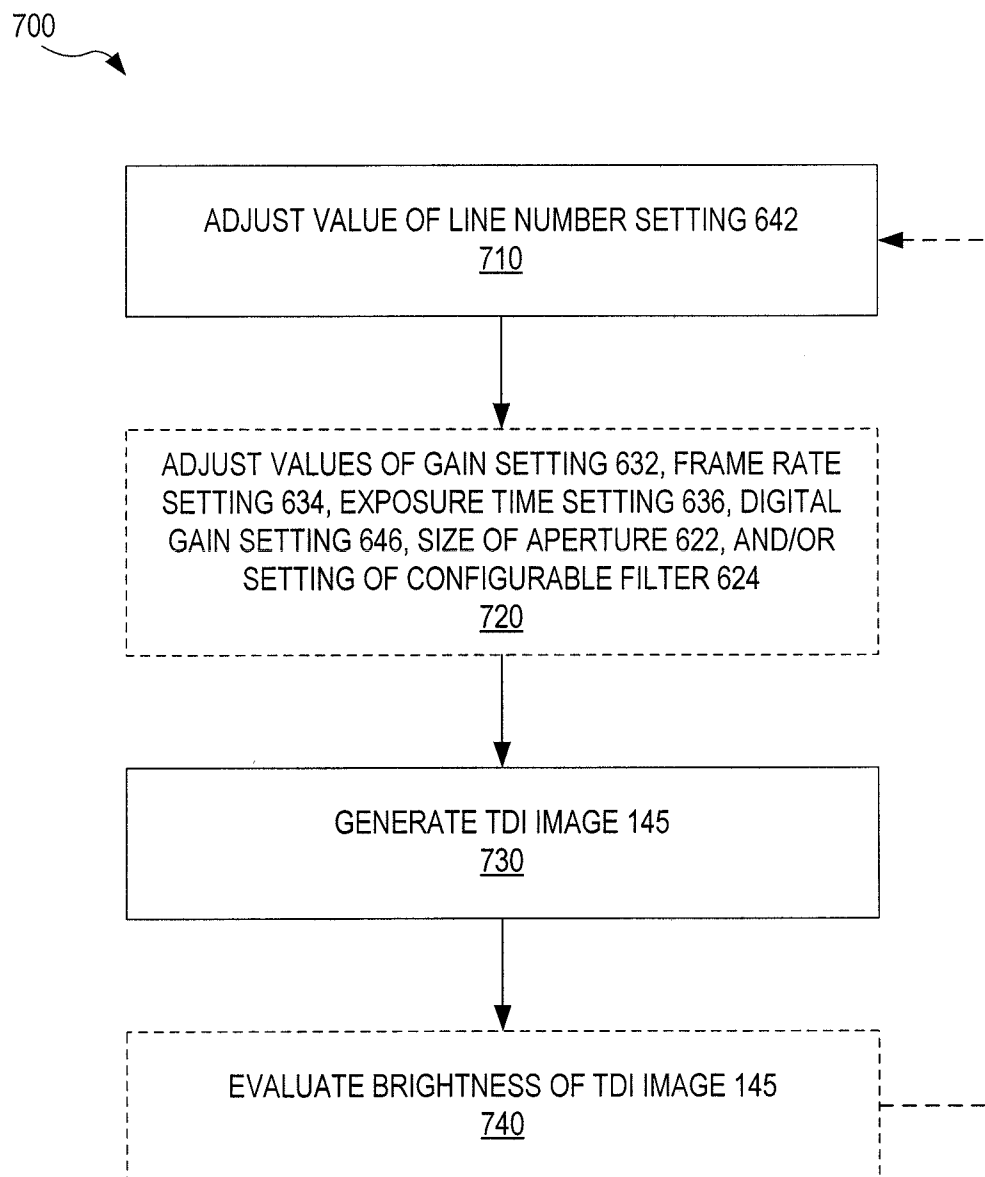 700
ADJUST VALUE OF LINE NUMBER SETTING 642
710
ADJUST VALUES OF GAIN SETTING 632, FRAME RATE
SETTING 634, EXPOSURE TIME SETTING 636, DIGITAL
GAIN SETTING 646, SIZE OF APERTURE 622, AND/OR
SETTING OF CONFIGURABLE FILTER 624
720
GENERATE TDI IMAGE 145
730
EVALUATE BRIGHTNESS OF TDI IMAGE 145
740